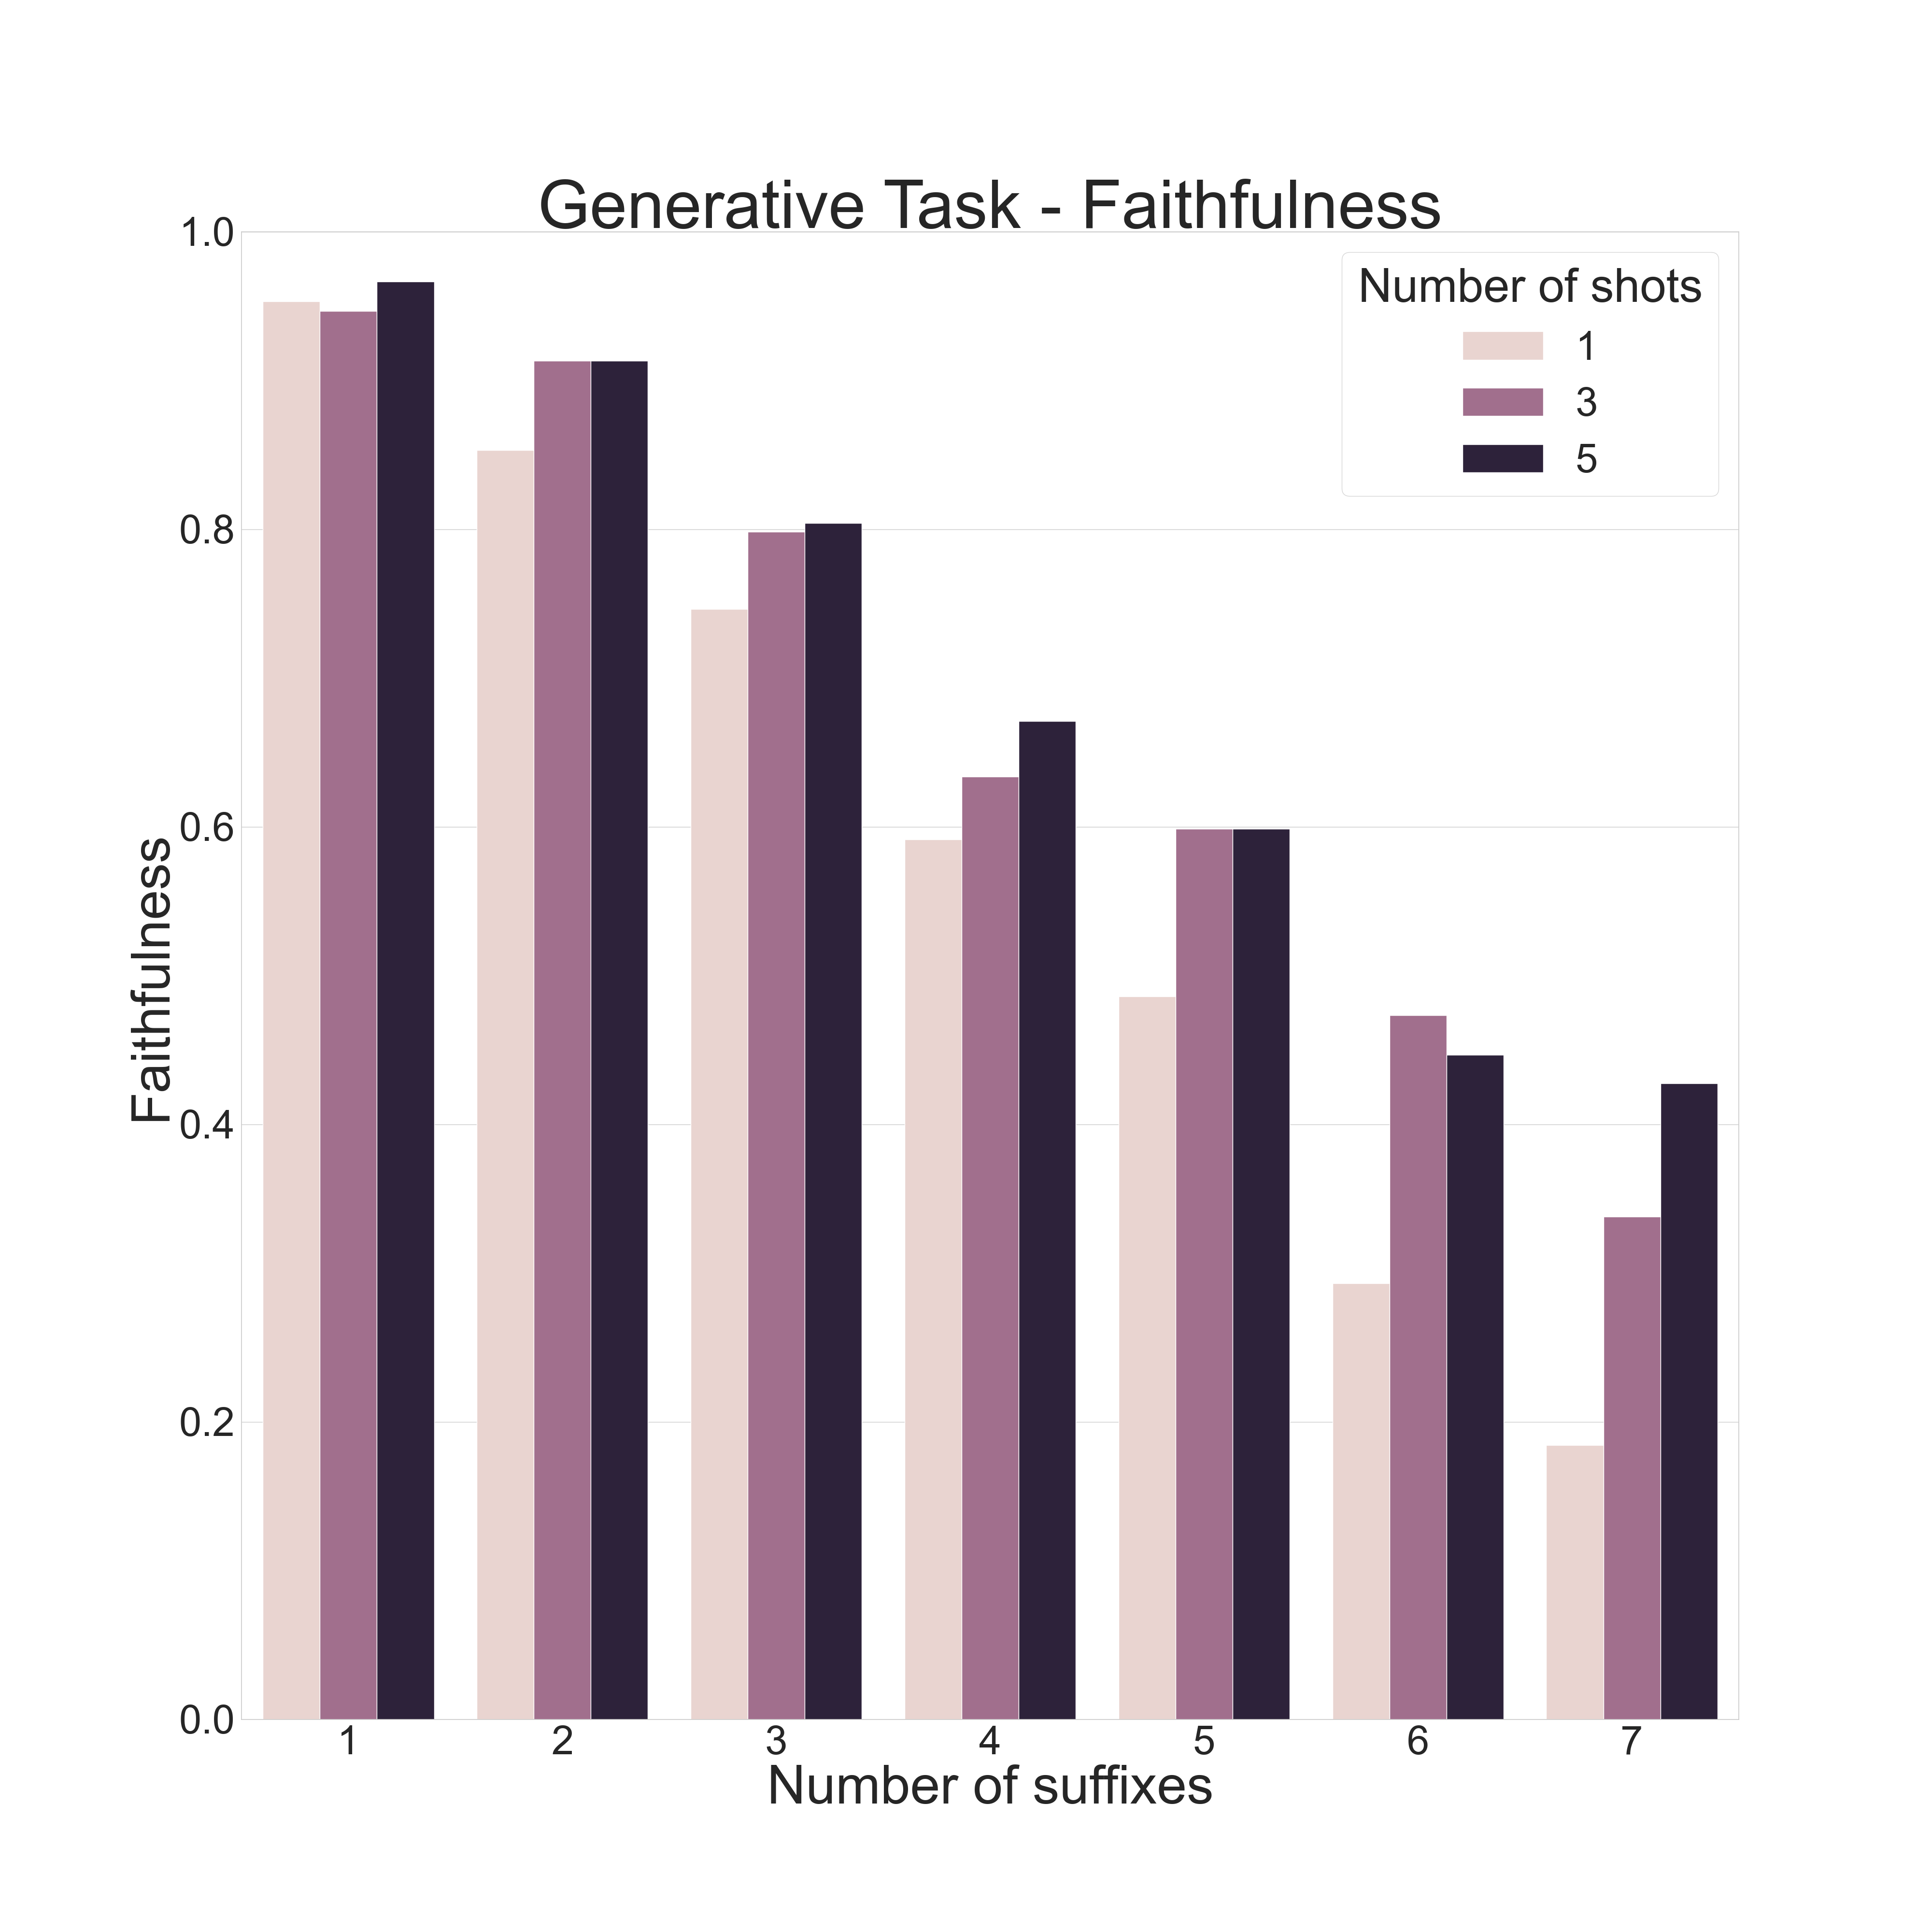 Generative Task - Faithfulness
Number of shots
1
3
5
Faithfulness
1.0
0.8
0.6
0.4
0.2
0.0
1 2 3 4 5 6 7
Number of suffixes